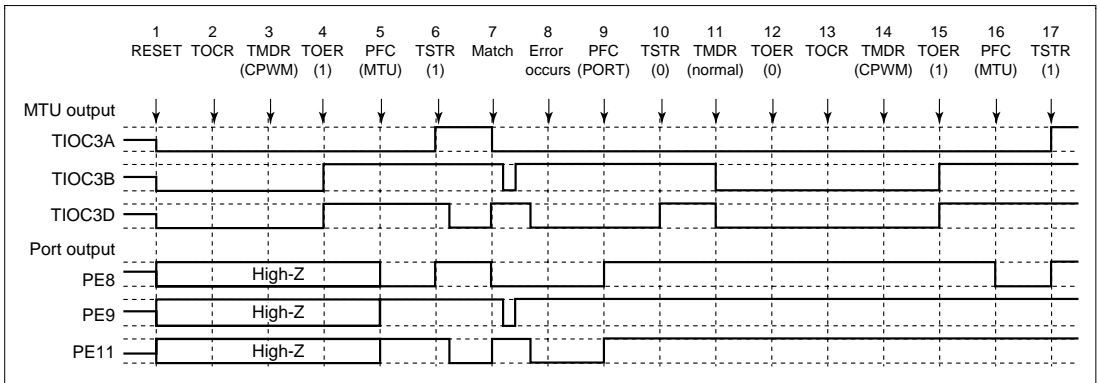 1 2 3 4 5 6 7 8 9 10 11 12 13 14 15 16 17
RESET TOCR TMDR TOER PFC TSTR Match Error PFC TSTR TMDR TOER TOCR TMDR TOER PFC TSTR
(CPWM) (1) (MTU) (1) occurs (PORT) (0) (normal) (0) (CPWM) (1) (MTU) (1)
MTU output
TIOC3A
TIOC3B
TIOC3D
Port output
PE8 High-Z
PE9 High-Z
PE11 High-Z